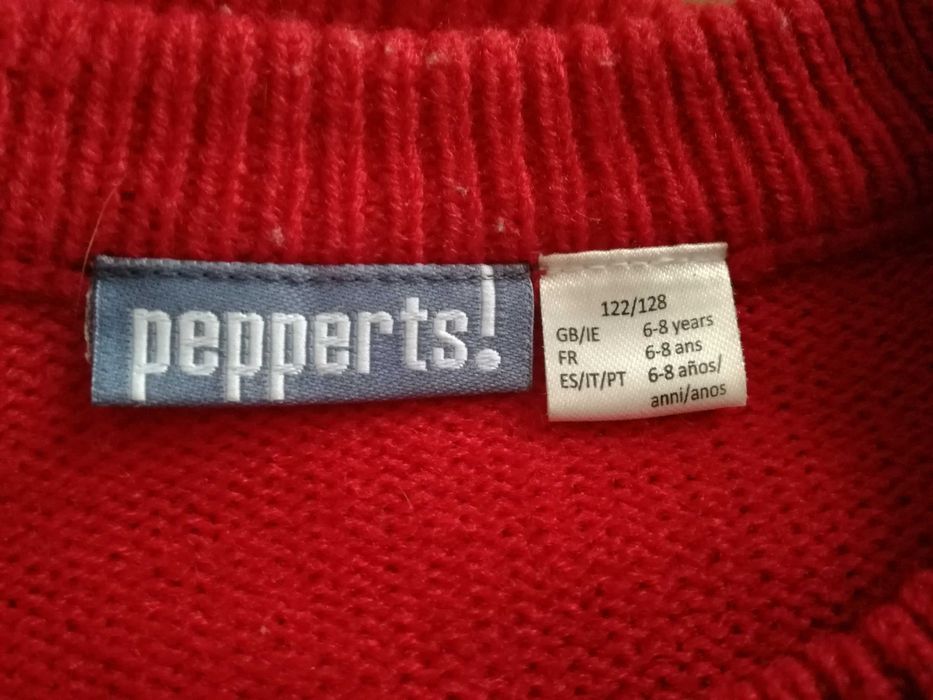 pepperts!
122/128
GB/IE 6-8 years
FR 6-8 ans
ES/IT/PT 6-8 años/
anni/anos